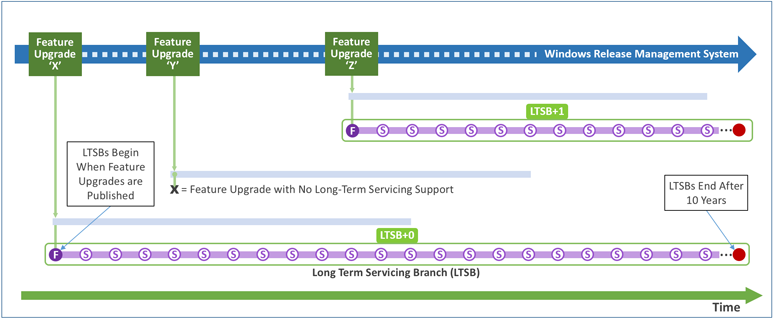 Feature
Upgrade
‘X’
Feature
Upgrade
‘Y’
Feature
Upgrade
‘Z’
Windows Release Management System
LTSB+1
F S S S S S S S S S S S S ...
LTSBs Begin
When Feature
Upgrades are
Published
X = Feature Upgrade with No Long-Term Servicing Support
LTSBs End After
10 Years
LTSB+0
F S S S S S S S S S S S S S S S S S S S S S S ...
Long Term Servicing Branch (LTSB)
Time